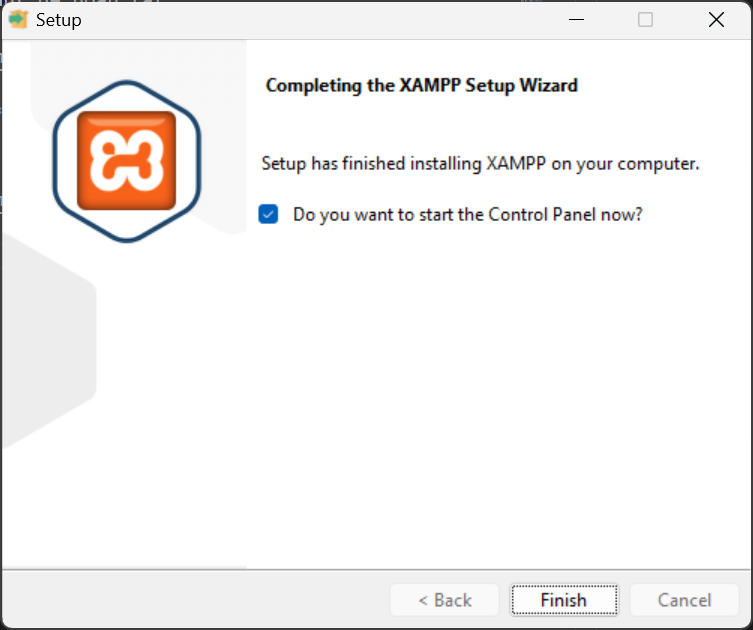 Setup
Completing the XAMPP Setup Wizard
Setup has finished installing XAMPP on your computer.
Do you want to start the Control Panel now?
< Back
Finish
Cancel